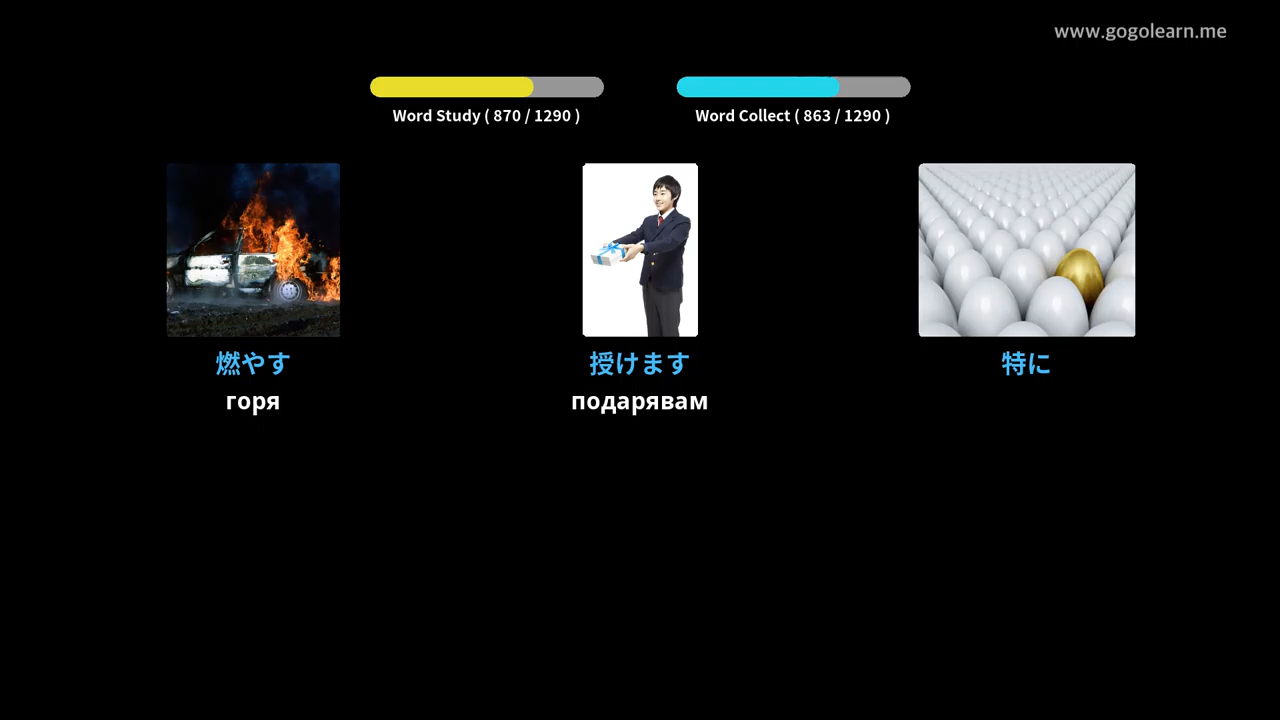 www.gogolearn.me
Word Study ( 870 / 1290 )
Word Collect ( 863 / 1290 )
燃やす
горя
授けます
подарявам
特に